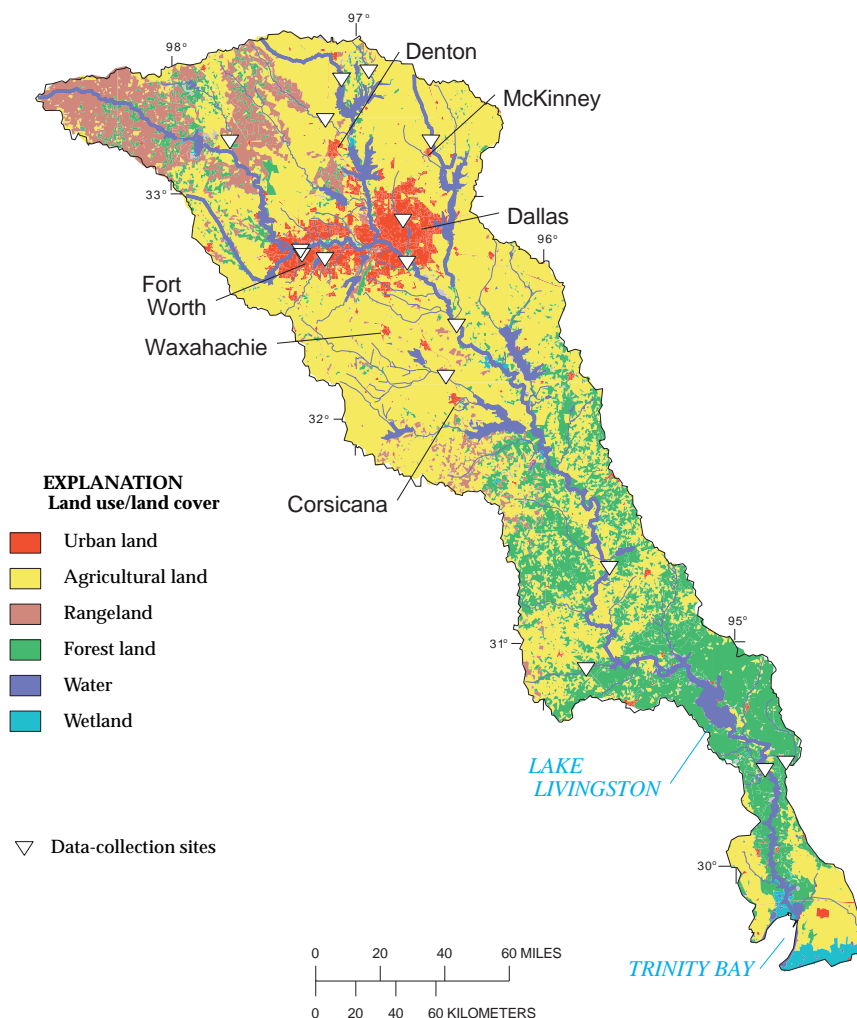 97°
98°
Denton
McKinney
33°
Dallas
96°
Fort
Worth
Waxahachie
32°
Corsicana
EXPLANATION
Land use/land cover
Urban land
Agricultural land
Rangeland
Forest land
Water
Wetland
95°
31°
LAKE
LIVINGSTON
Data-collection sites
30°
TRINITY BAY
0 20 40 60 MILES
0 20 40 60 KILOMETERS